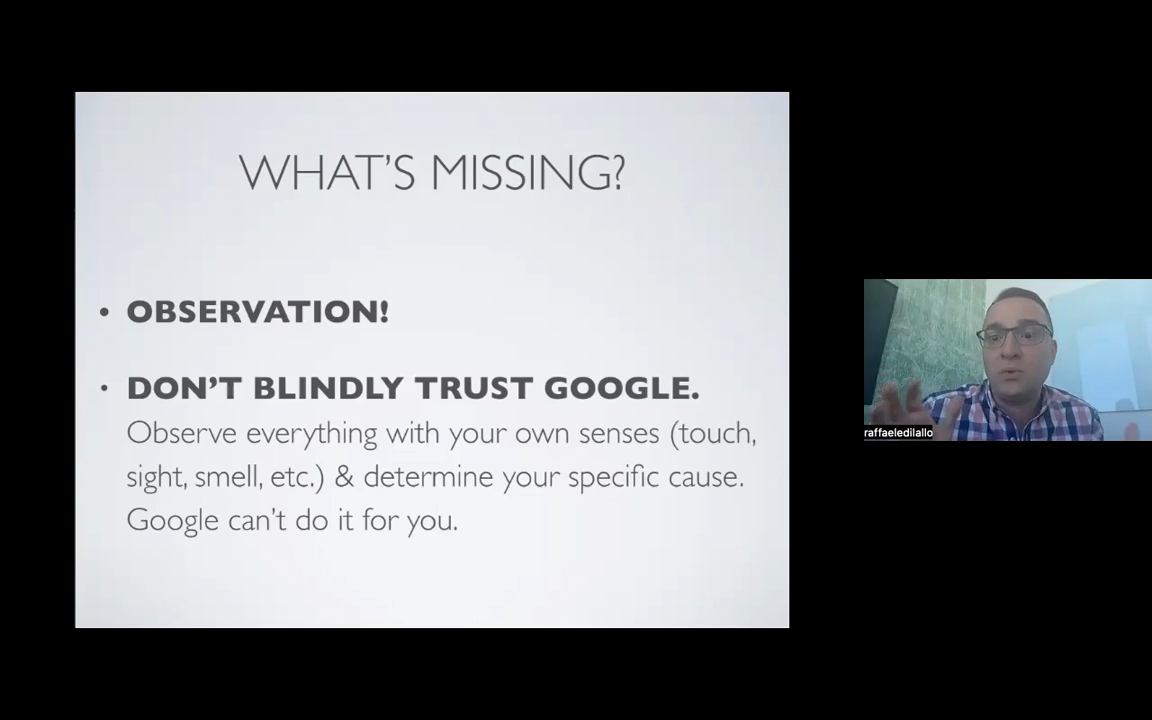 WHAT'S MISSING?
• OBSERVATION!
• DON'T BLINDLY TRUST GOOGLE.
Observe everything with your own senses (touch,
sight, smell, etc.) & determine your specific cause.
Google can't do it for you.
raffaeledilallo